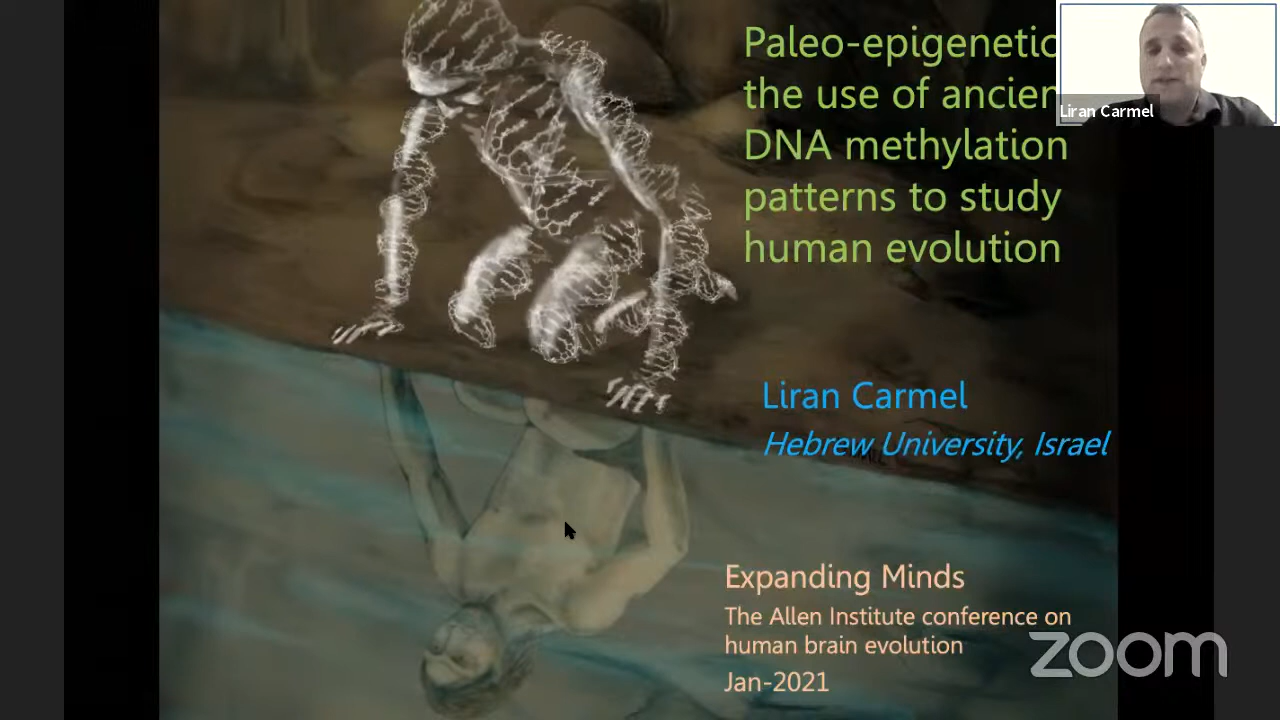 Paleo-epigenetic
the use of ancien
DNA methylation
patterns to study
human evolution
Liran Carmel
Liran Carmel
Hebrew University, Israel
Expanding Minds
The Allen Institute conference on
human brain evolution
Jan-2021
zoom